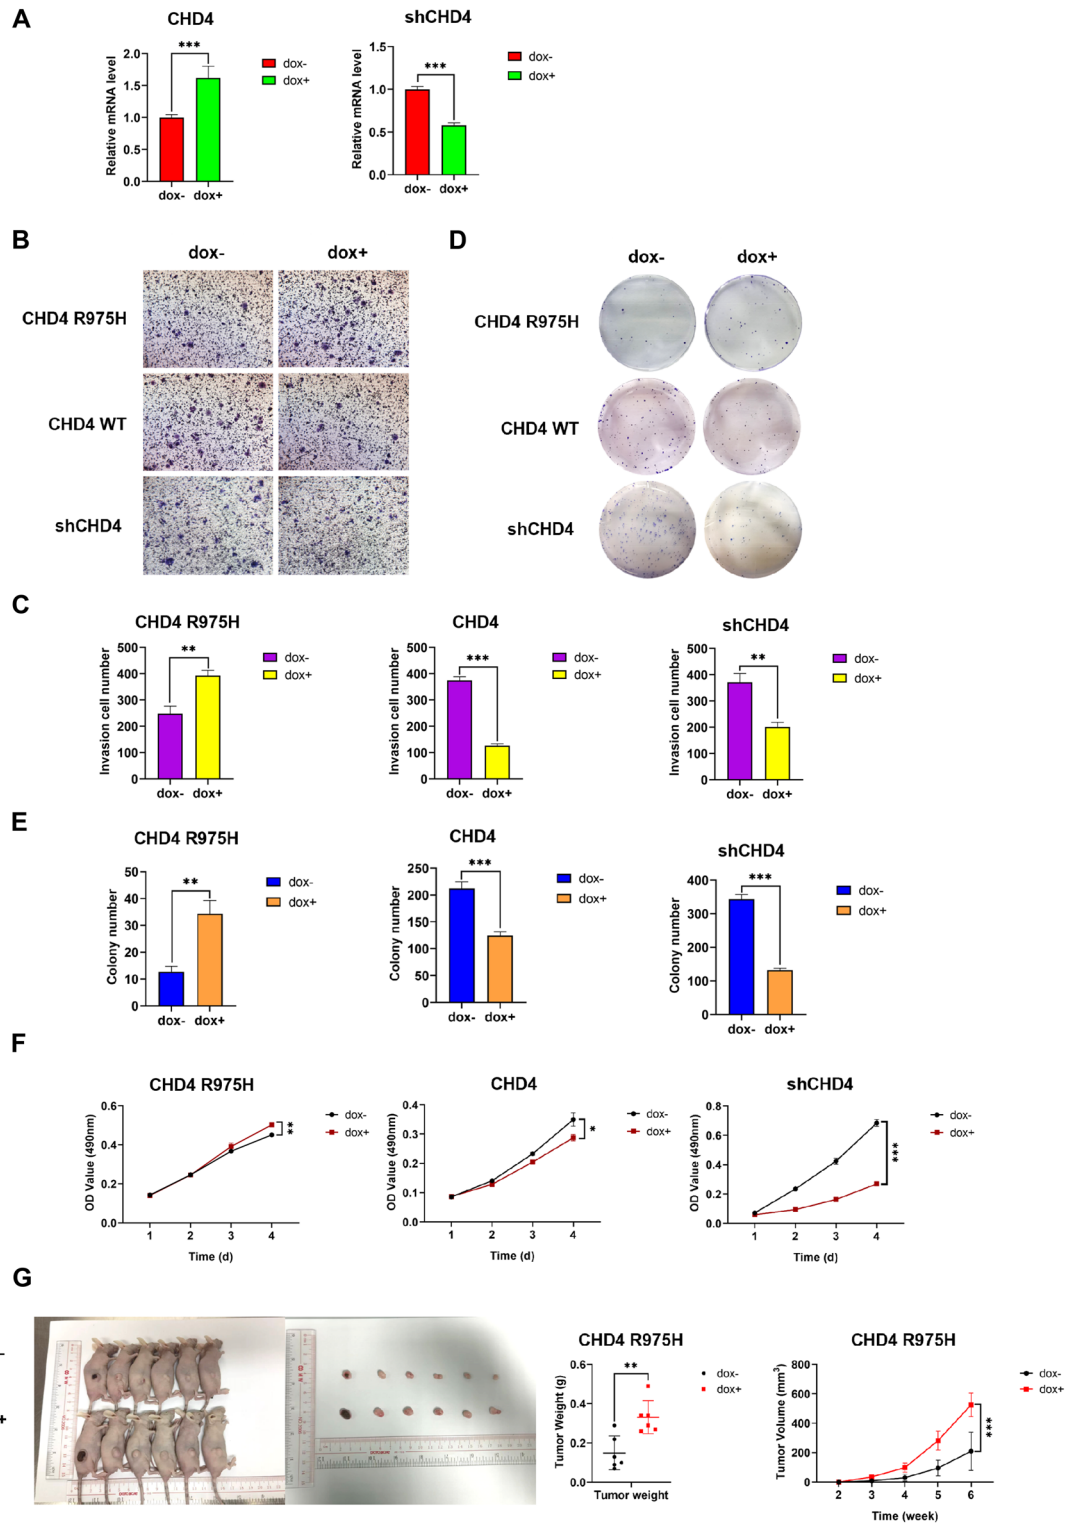 A
CHD4
shCHD4
Relative mRNA level
2.0
1.5
1.0
0.5
0.0
***
dox-
dox+
dox-
dox+
Relative mRNA level
1.5
1.0
0.5
0.0
***
dox-
dox+
dox-
dox+
B
dox-
dox+
CHD4 R975H
CHD4 WT
shCHD4
D
dox-
dox+
CHD4 R975H
CHD4 WT
shCHD4
C
CHD4 R975H
Invasion cell number
500
400
300
200
100
0
**
dox-
dox+
dox-
dox+
CHD4
Invasion cell number
500
400
300
200
100
0
***
dox-
dox+
dox-
dox+
shCHD4
Invasion cell number
500
400
300
200
100
0
**
dox-
dox+
dox-
dox+
E
CHD4 R975H
Colony number
50
40
30
20
10
0
**
dox-
dox+
dox-
dox+
CHD4
Colony number
250
200
150
100
50
0
***
dox-
dox+
dox-
dox+
shCHD4
Colony number
400
300
200
100
0
***
dox-
dox+
dox-
dox+
F
CHD4 R975H
OD Value (490nm)
0.6
0.4
0.2
0.0
1 2 3 4
Time (d)
**
dox-
dox+
CHD4
OD Value (490nm)
0.4
0.3
0.2
0.1
0.0
1 2 3 4
Time (d)
*
dox-
dox+
shCHD4
OD Value (490nm)
0.8
0.6
0.4
0.2
0.0
1 2 3 4
Time (d)
***
dox-
dox+
G
-
+
CHD4 R975H
Tumor Weight (g)
0.6
0.4
0.2
0.0
**
Tumor weight
dox-
dox+
CHD4 R975H
Tumor Volume (mm³)
800
600
400
200
0
2 3 4 5 6
Time (week)
***
dox-
dox+